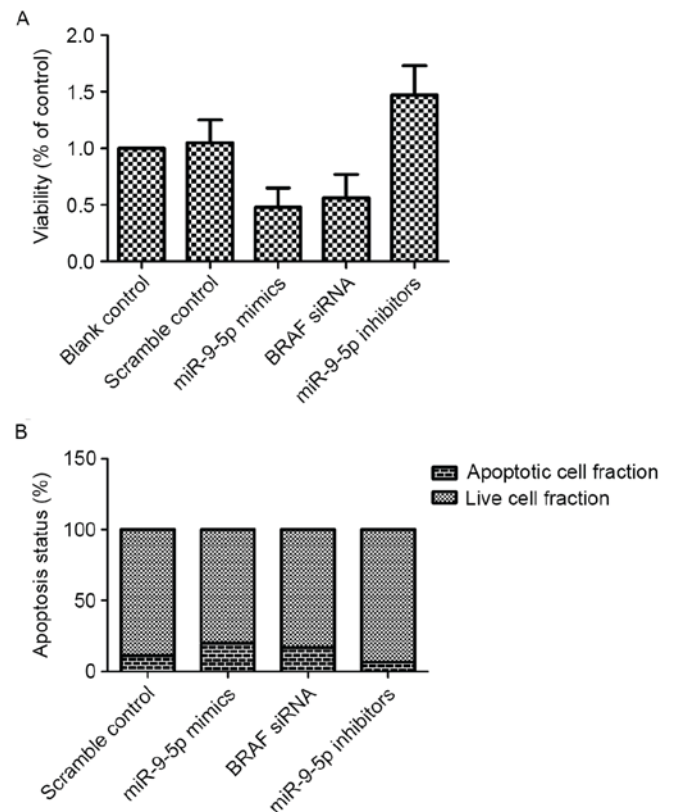 A
Viability (% of control)
2.0
1.5
1.0
0.5
0.0
Blank control
Scramble control
miR-9-5p mimics
BRAF siRNA
miR-9-5p inhibitors
B
Apoptosis status (%)
150
100
50
0
Apoptotic cell fraction
Live cell fraction
Scramble control
miR-9-5p mimics
BRAF siRNA
miR-9-5p inhibitors